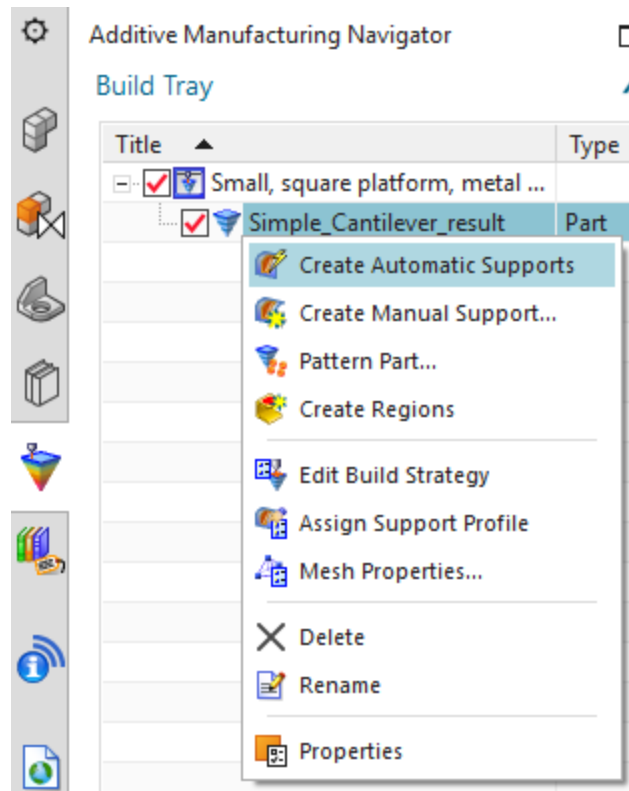 Additive Manufacturing Navigator
Build Tray
Title Type
Small, square platform, metal ...
Simple_Cantilever_result Part
Create Automatic Supports
Create Manual Support...
Pattern Part...
Create Regions
Edit Build Strategy
Assign Support Profile
Mesh Properties...
Delete
Rename
Properties